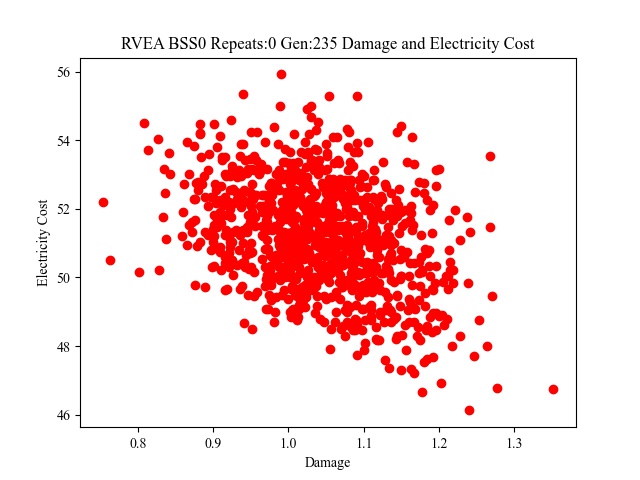 RVEA BSS0 Repeats:0 Gen:235 Damage and Electricity Cost
56
54
52
50
48
46
Electricity Cost
0.8 0.9 1.0 1.1 1.2 1.3
Damage